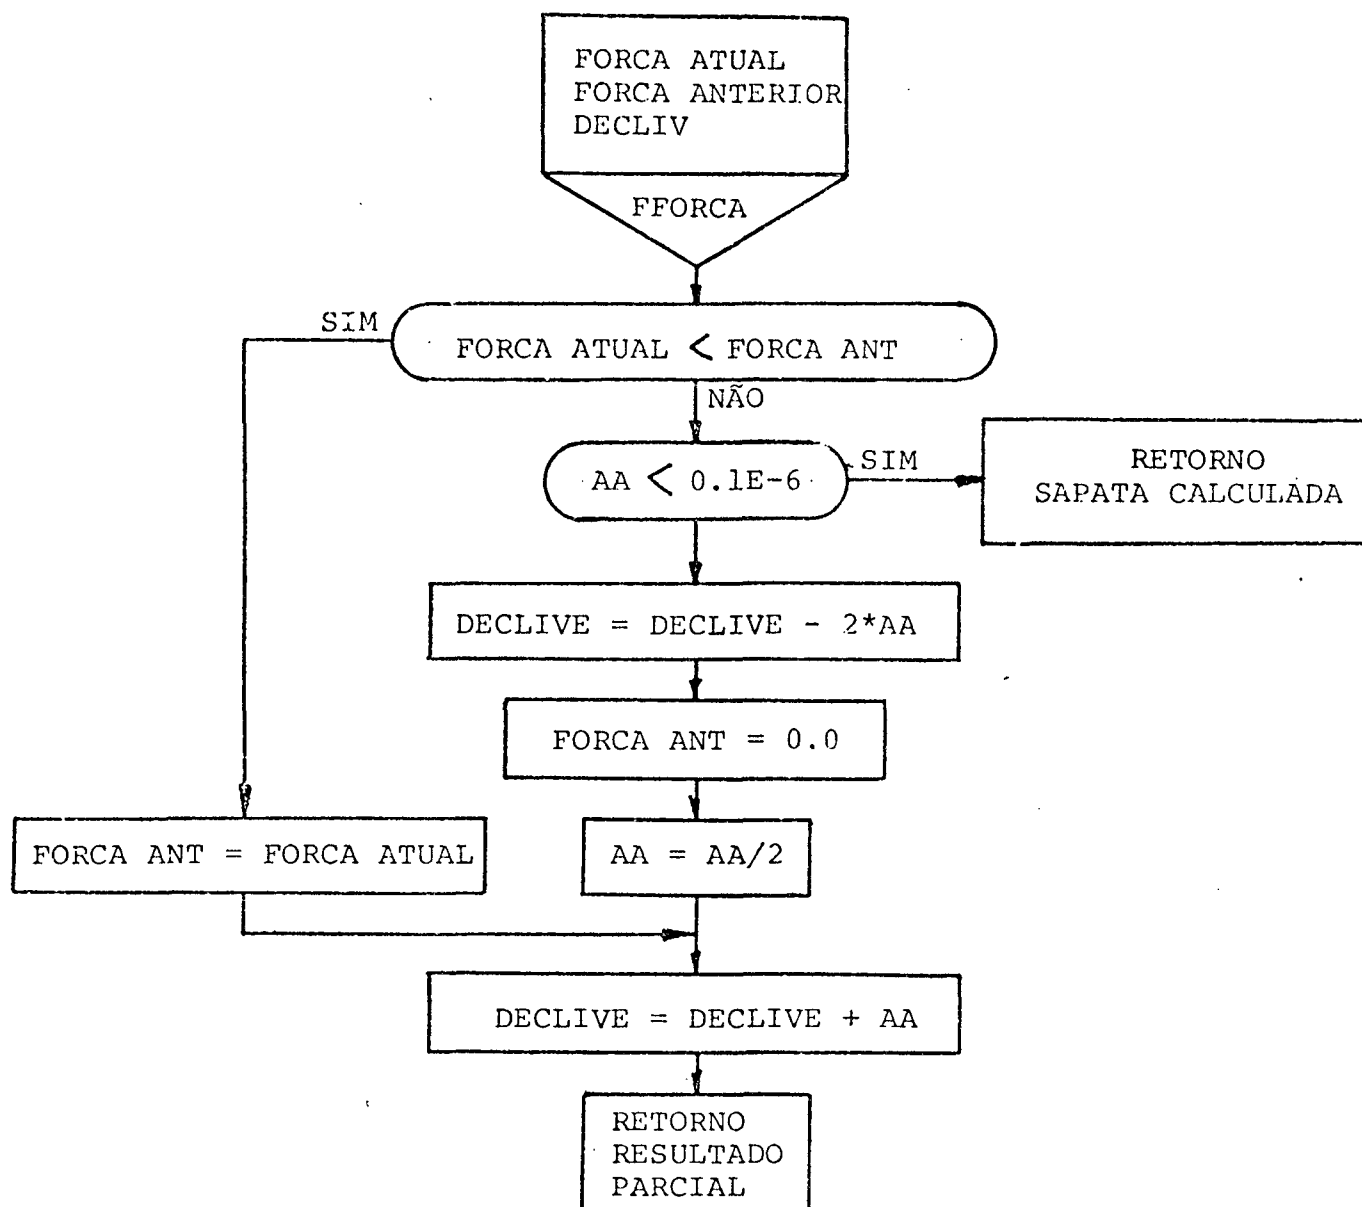 FORCA ATUAL
FORCA ANTERIOR
DECLIV
FFORCA
SIM
FORCA ATUAL < FORCA ANT
NÃO
AA < 0.1E-6
SIM
RETORNO
SAPATA CALCULADA
DECLIVE = DECLIVE - 2*AA
FORCA ANT = 0.0
FORCA ANT = FORCA ATUAL
AA = AA/2
DECLIVE = DECLIVE + AA
RETORNO
RESULTADO
PARCIAL